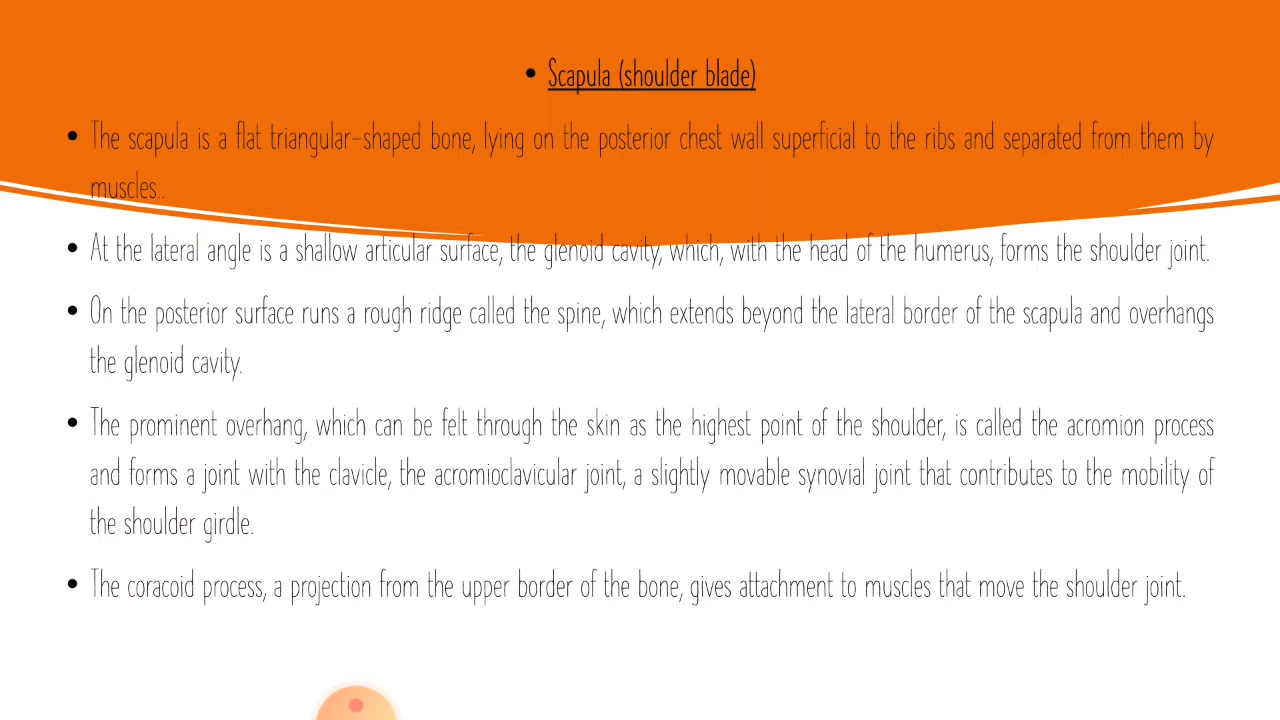 • Scapula (shoulder blade)
• The scapula is a flat triangular-shaped bone, lying on the posterior chest wall superficial to the ribs and separated from them by
muscles..
• At the lateral angle is a shallow articular surface, the glenoid cavity, which, with the head of the humerus, forms the shoulder joint.
• On the posterior surface runs a rough ridge called the spine, which extends beyond the lateral border of the scapula and overhangs
the glenoid cavity.
• The prominent overhang, which can be felt through the skin as the highest point of the shoulder, is called the acromion process
and forms a joint with the clavicle, the acromioclavicular joint, a slightly movable synovial joint that contributes to the mobility of
the shoulder girdle.
• The coracoid process, a projection from the upper border of the bone, gives attachment to muscles that move the shoulder joint.